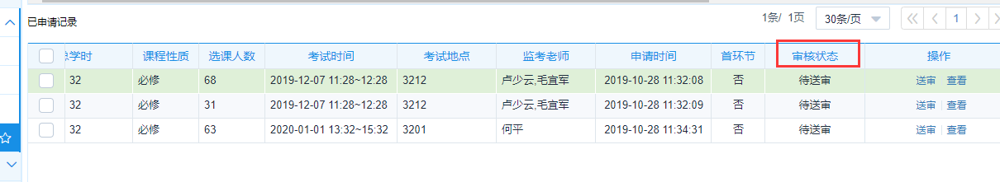 已申请记录
1条/ 1页 30条/页 1
总学时 课程性质 选课人数 考试时间 考试地点 监考老师 申请时间 首环节 审核状态 操作
32 必修 68 2019-12-07 11:28~12:28 3212 卢少云,毛宜军 2019-10-28 11:32:08 否 待送审 送审 查看
32 必修 31 2019-12-07 11:28~12:28 3212 卢少云,毛宜军 2019-10-28 11:32:09 否 待送审 送审 查看
32 必修 63 2020-01-01 13:32~15:32 3201 何平 2019-10-28 11:34:31 否 待送审 送审 查看